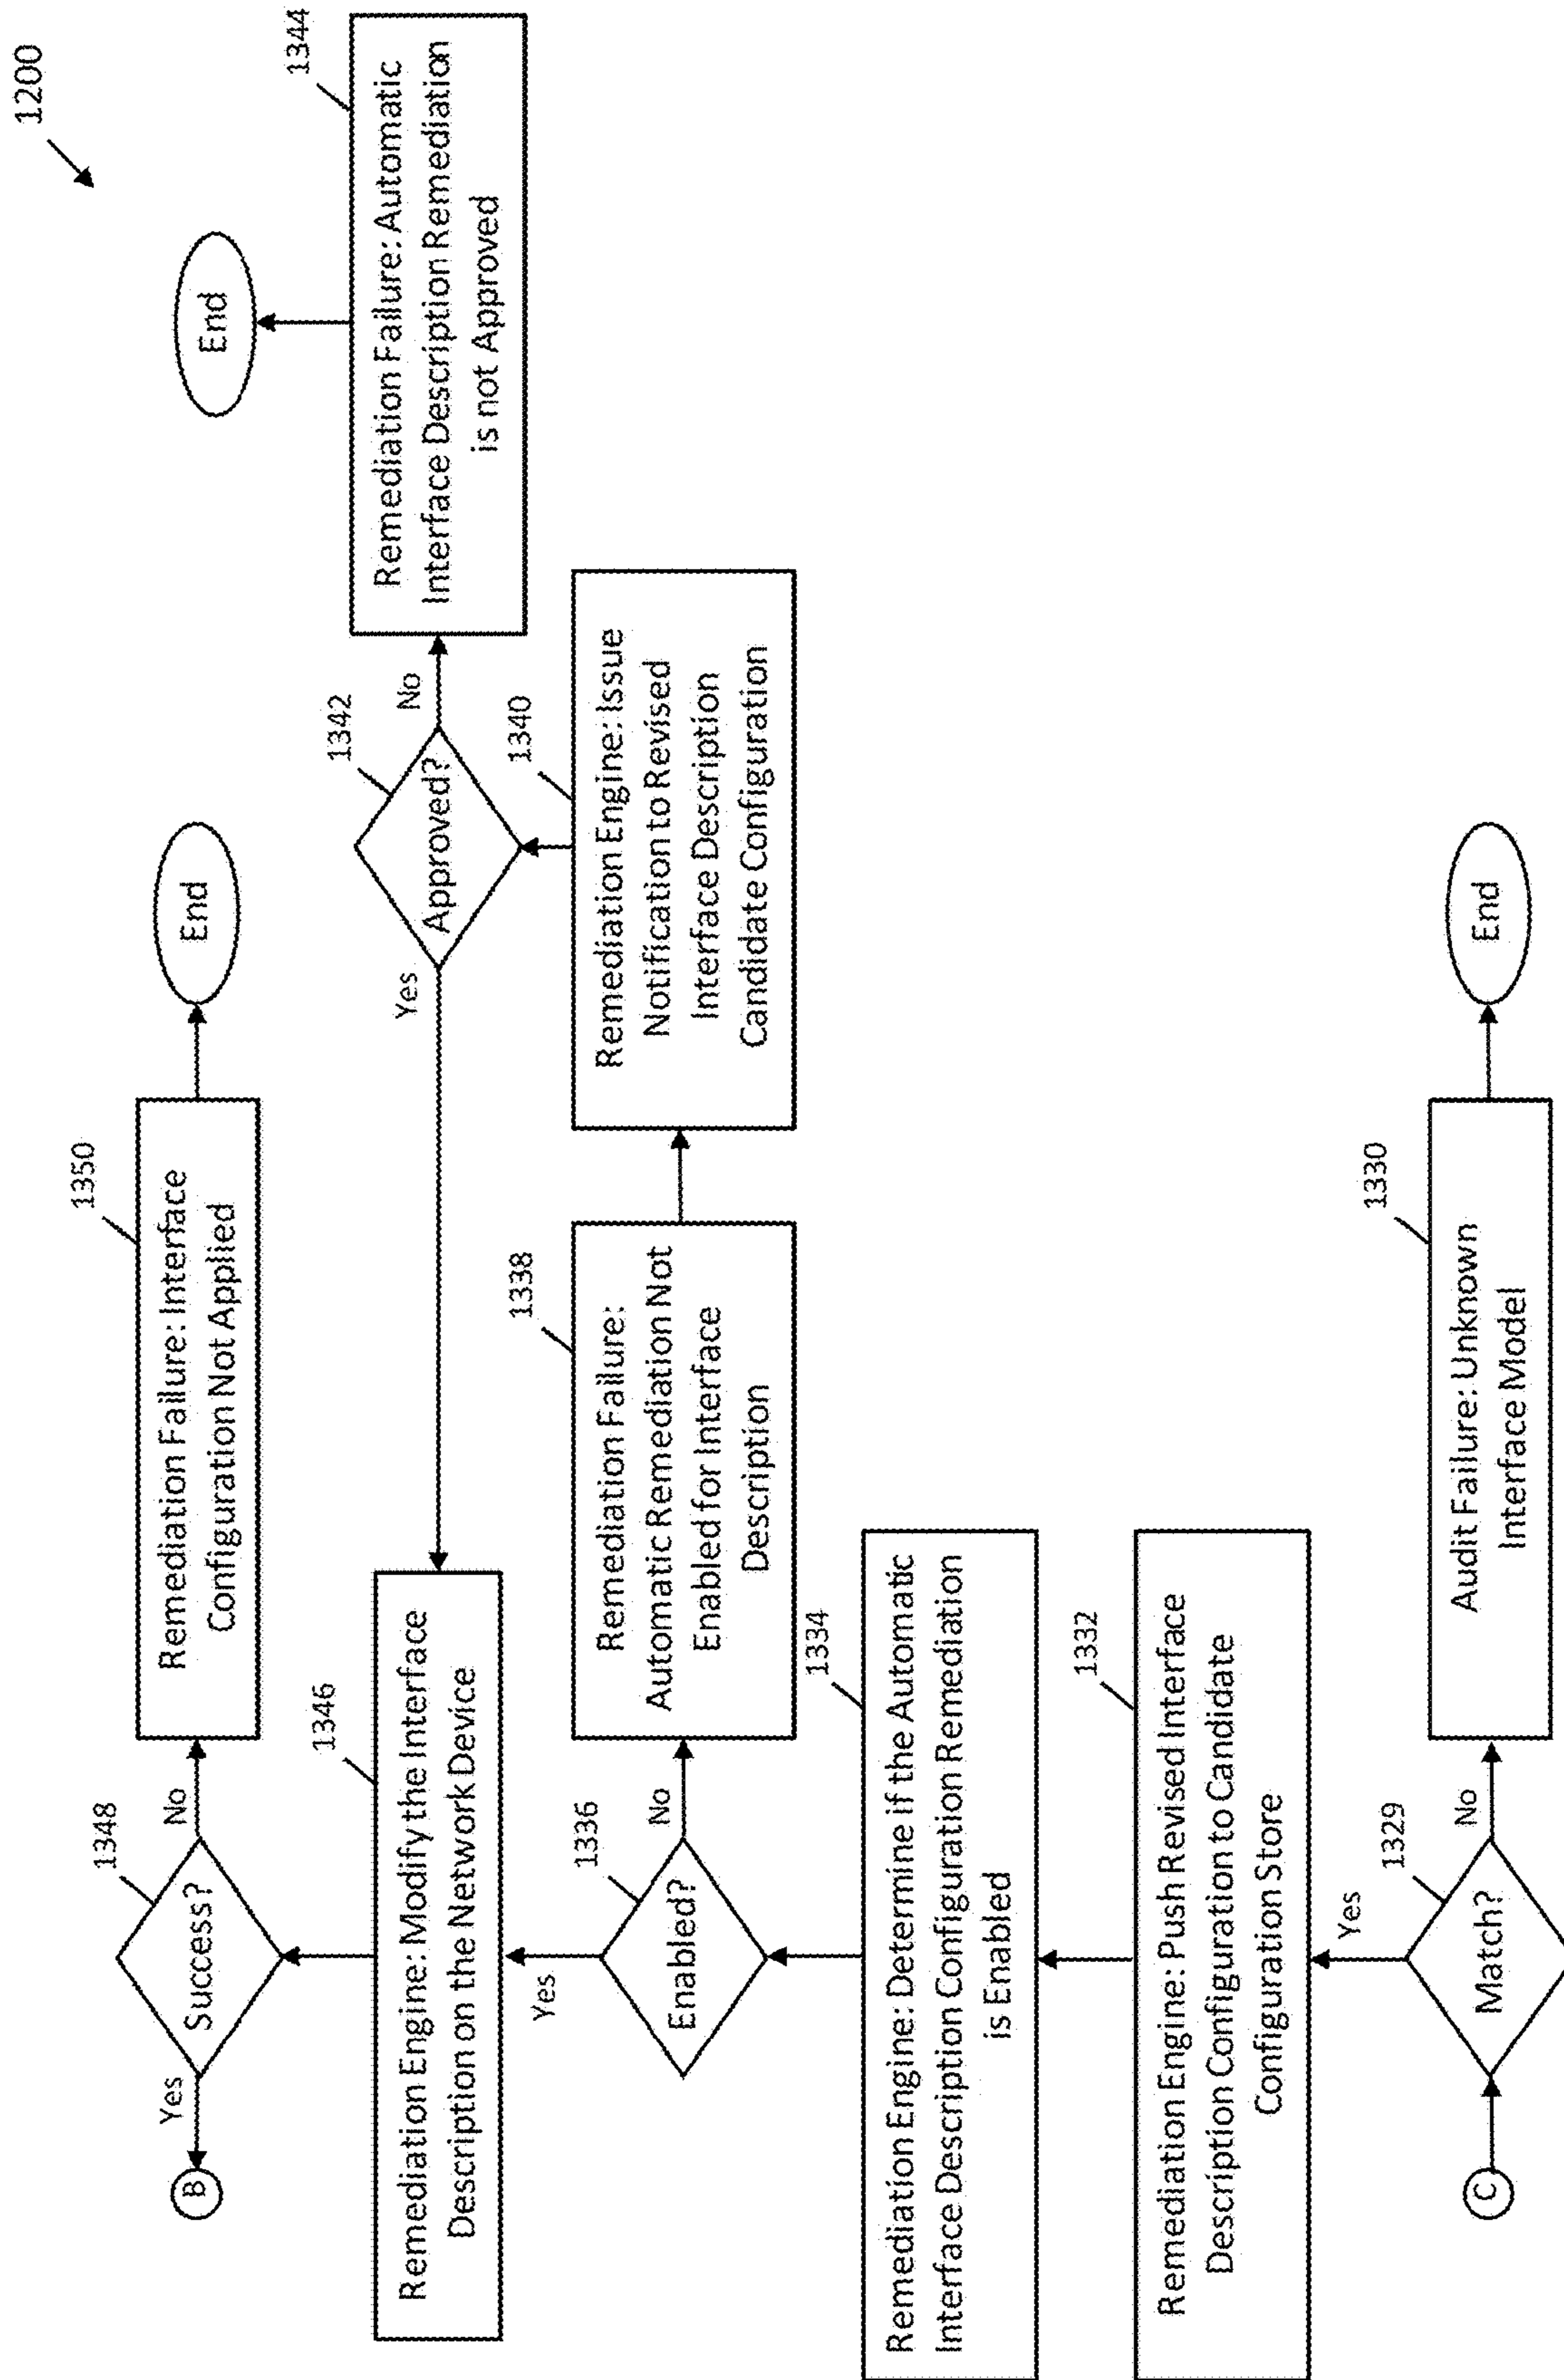 1200
B
Yes
Success?
1348
No
Remediation Failure: Interface
Configuration Not Applied
1350
End
Remediation Engine: Modify the Interface
Description on the Network Device
1346
Yes
Approved?
1342
No
Remediation Failure: Automatic
Interface Description Remediation
is not Approved
1344
End
Yes
Enabled?
1336
No
Remediation Failure:
Automatic Remediation Not
Enabled for Interface
Description
1338
Remediation Engine: Issue
Notification to Revised
Interface Description
Candidate Configuration
1340
Remediation Engine: Determine if the Automatic
Interface Description Configuration Remediation
is Enabled
1334
Remediation Engine: Push Revised Interface
Description Configuration to Candidate
Configuration Store
1332
C
Yes
Match?
1329
No
Audit Failure: Unknown
Interface Model
1330
End